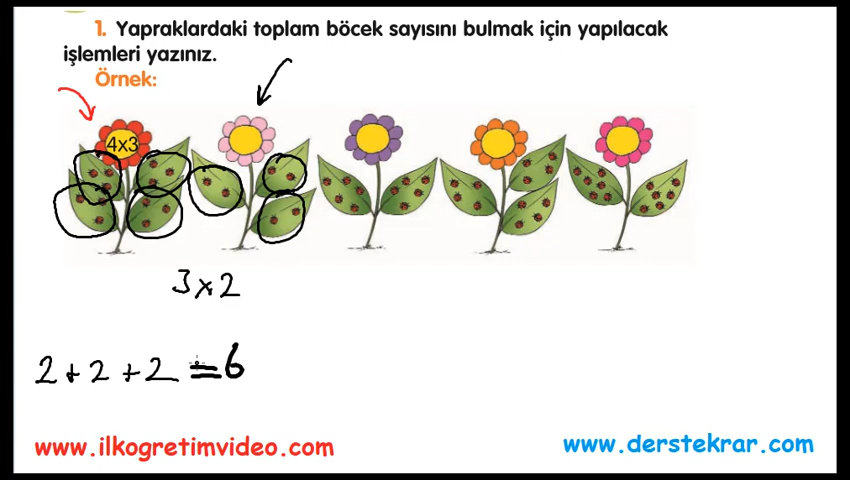 1. Yapraklardaki toplam böcek sayısını bulmak için yapılacak
işlemleri yazınız.
Örnek:
4x3
3x2
2+2+2=6
www.ilkogretimvideo.com
www.derstekrar.com